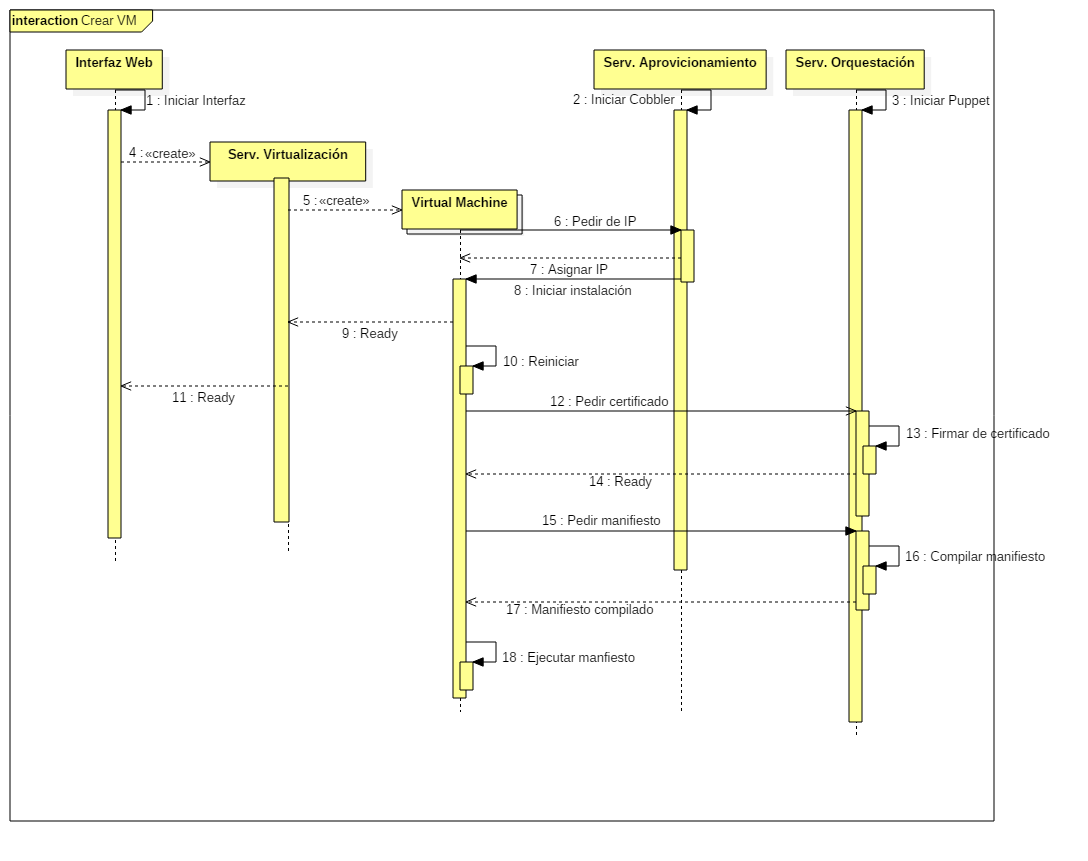 interaction Crear VM
Interfaz Web
Serv. Aprovicionamiento
Serv. Orquestación
1 : Iniciar Interfaz
2 : Iniciar Cobbler
3 : Iniciar Puppet
4 : «create»
Serv. Virtualización
5 : «create»
Virtual Machine
6 : Pedir de IP
7 : Asignar IP
8 : Iniciar instalación
9 : Ready
10 : Reiniciar
11 : Ready
12 : Pedir certificado
13 : Firmar de certificado
14 : Ready
15 : Pedir manifiesto
16 : Compilar manifiesto
17 : Manifiesto compilado
18 : Ejecutar manfiesto